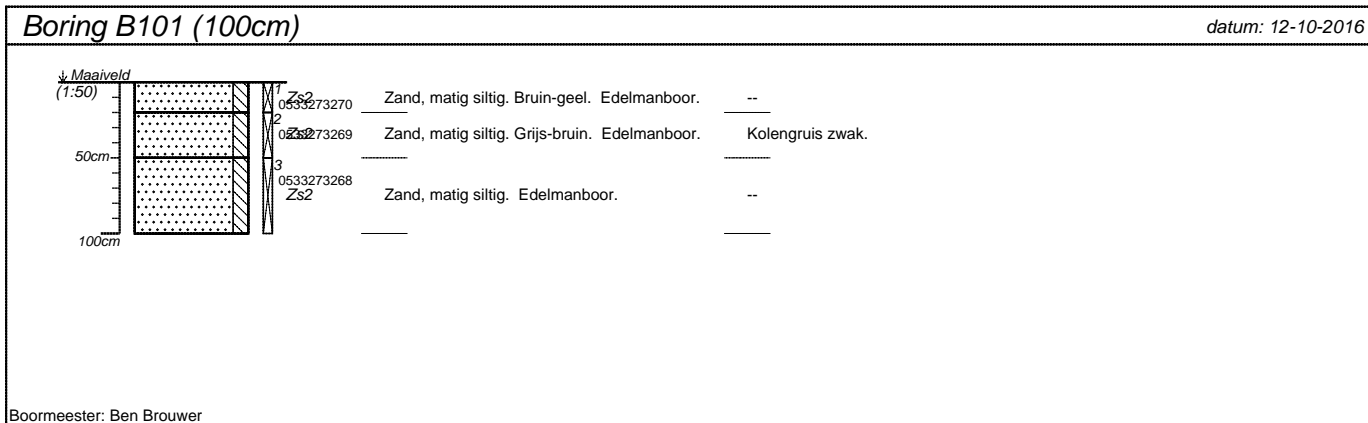 Boring B101 (100cm) datum: 12-10-2016
Maaiveld
(1:50)
1
Zs2 Zand, matig siltig. Bruin-geel. Edelmanboor. --
0533273270
2
Zs2 0533273269 Zand, matig siltig. Grijs-bruin. Edelmanboor. Kolengruis zwak.
50cm
3
0533273268
Zs2 Zand, matig siltig. Edelmanboor. --
100cm
Boormeester: Ben Brouwer